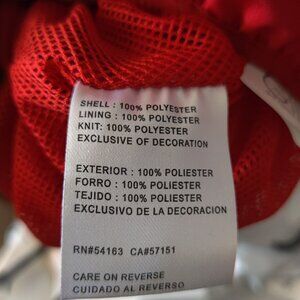 SHELL : 100% POLYESTER
LINING : 100% POLYESTER
KNIT: 100% POLYESTER
EXCLUSIVE OF DECORATION
EXTERIOR : 100% POLIESTER
FORRO : 100% POLIESTER
TEJIDO : 100% POLIESTER
EXCLUSIVO DE LA DECORACION
RN#54163 CA#57151
CARE ON REVERSE
CUIDADO AL REVERSO